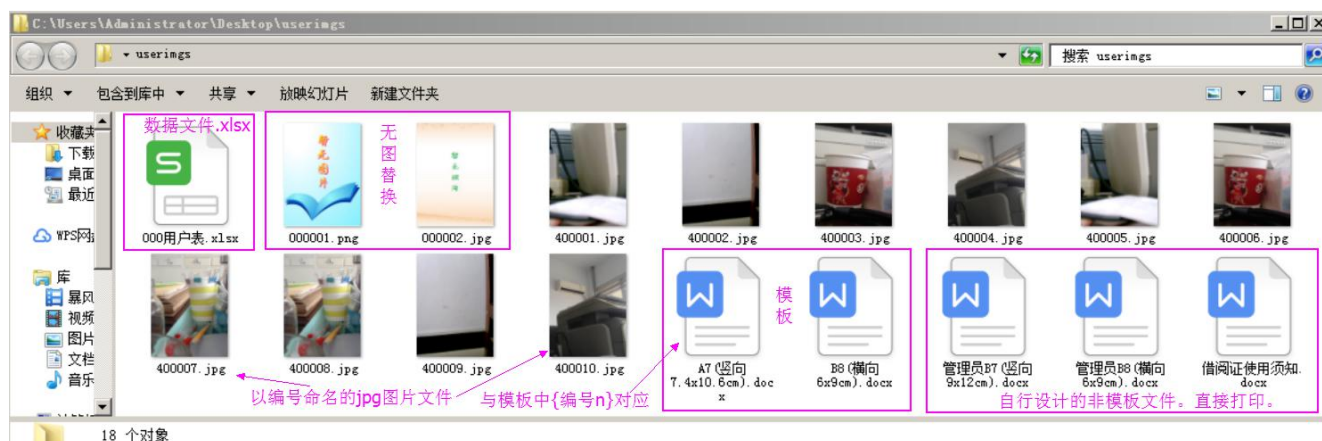 C:\Users\Administrator\Desktop\userimgs
userimgs
搜索 userimgs
组织
包含到库中
共享
放映幻灯片
新建文件夹
收藏夹
下载
桌面
最近
WPS网
库
暴风
视频
图片
文档
音乐
数据文件.xlsx
S
000用户表.xlsx
暂无图片
000001.png
无图替换
000002.jpg
400001.jpg
400002.jpg
400003.jpg
400004.jpg
400005.jpg
400006.jpg
400007.jpg
400008.jpg
400009.jpg
400010.jpg
W
A7(竖向
7.4x10.6cm).doc
x
模板
W
B8(横向
6x9cm).docx
W
管理员B7(竖向
9x12cm).docx
W
管理员B8(横向
6x9cm).docx
W
借阅证使用须知.
docx
以编号命名的jpg图片文件
与模板中{编号n}对应
自行设计的非模板文件。直接打印。
18 个对象